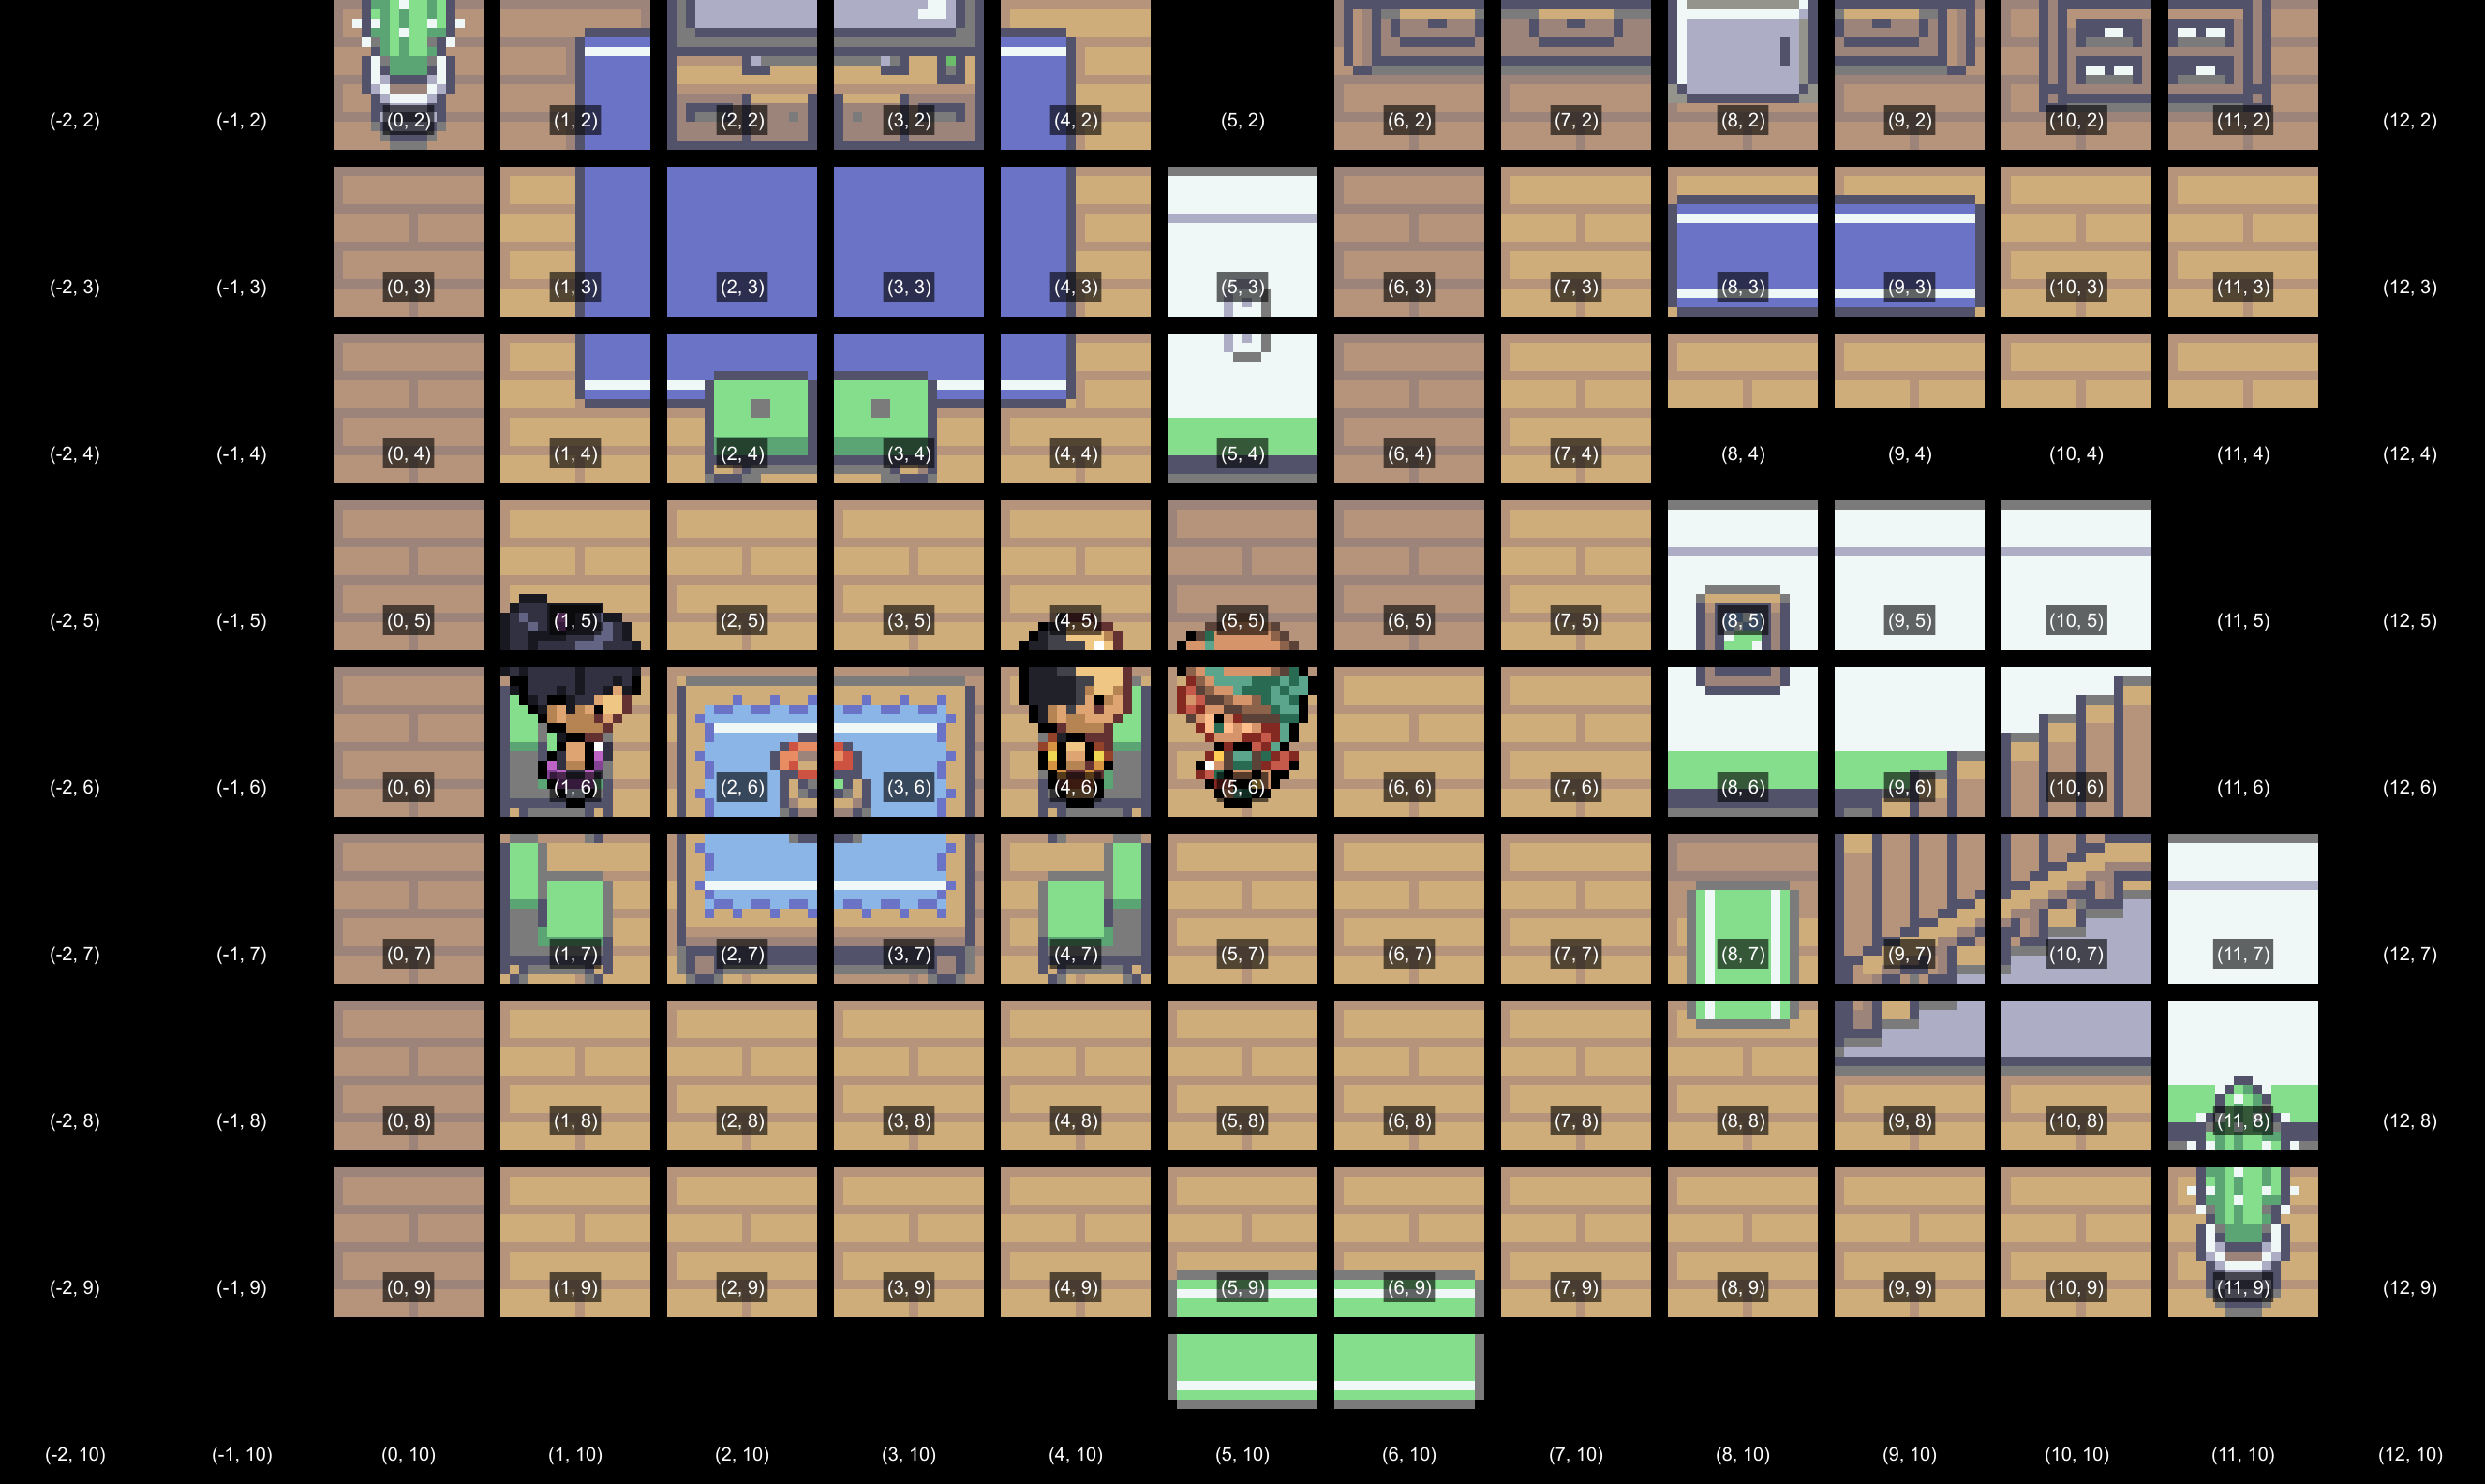 (-2, 2) (-1, 2) (0, 2) (1, 2) (2, 2) (3, 2) (4, 2) (5, 2) (6, 2) (7, 2) (8, 2) (9, 2) (10, 2) (11, 2) (12, 2)
(-2, 3) (-1, 3) (0, 3) (1, 3) (2, 3) (3, 3) (4, 3) (5, 3) (6, 3) (7, 3) (8, 3) (9, 3) (10, 3) (11, 3) (12, 3)
(-2, 4) (-1, 4) (0, 4) (1, 4) (2, 4) (3, 4) (4, 4) (5, 4) (6, 4) (7, 4) (8, 4) (9, 4) (10, 4) (11, 4) (12, 4)
(-2, 5) (-1, 5) (0, 5) (1, 5) (2, 5) (3, 5) (4, 5) (5, 5) (6, 5) (7, 5) (8, 5) (9, 5) (10, 5) (11, 5) (12, 5)
(-2, 6) (-1, 6) (0, 6) (1, 6) (2, 6) (3, 6) (4, 6) (5, 6) (6, 6) (7, 6) (8, 6) (9, 6) (10, 6) (11, 6) (12, 6)
(-2, 7) (-1, 7) (0, 7) (1, 7) (2, 7) (3, 7) (4, 7) (5, 7) (6, 7) (7, 7) (8, 7) (9, 7) (10, 7) (11, 7) (12, 7)
(-2, 8) (-1, 8) (0, 8) (1, 8) (2, 8) (3, 8) (4, 8) (5, 8) (6, 8) (7, 8) (8, 8) (9, 8) (10, 8) (11, 8) (12, 8)
(-2, 9) (-1, 9) (0, 9) (1, 9) (2, 9) (3, 9) (4, 9) (5, 9) (6, 9) (7, 9) (8, 9) (9, 9) (10, 9) (11, 9) (12, 9)
(-2, 10) (-1, 10) (0, 10) (1, 10) (2, 10) (3, 10) (4, 10) (5, 10) (6, 10) (7, 10) (8, 10) (9, 10) (10, 10) (11, 10) (12, 10)